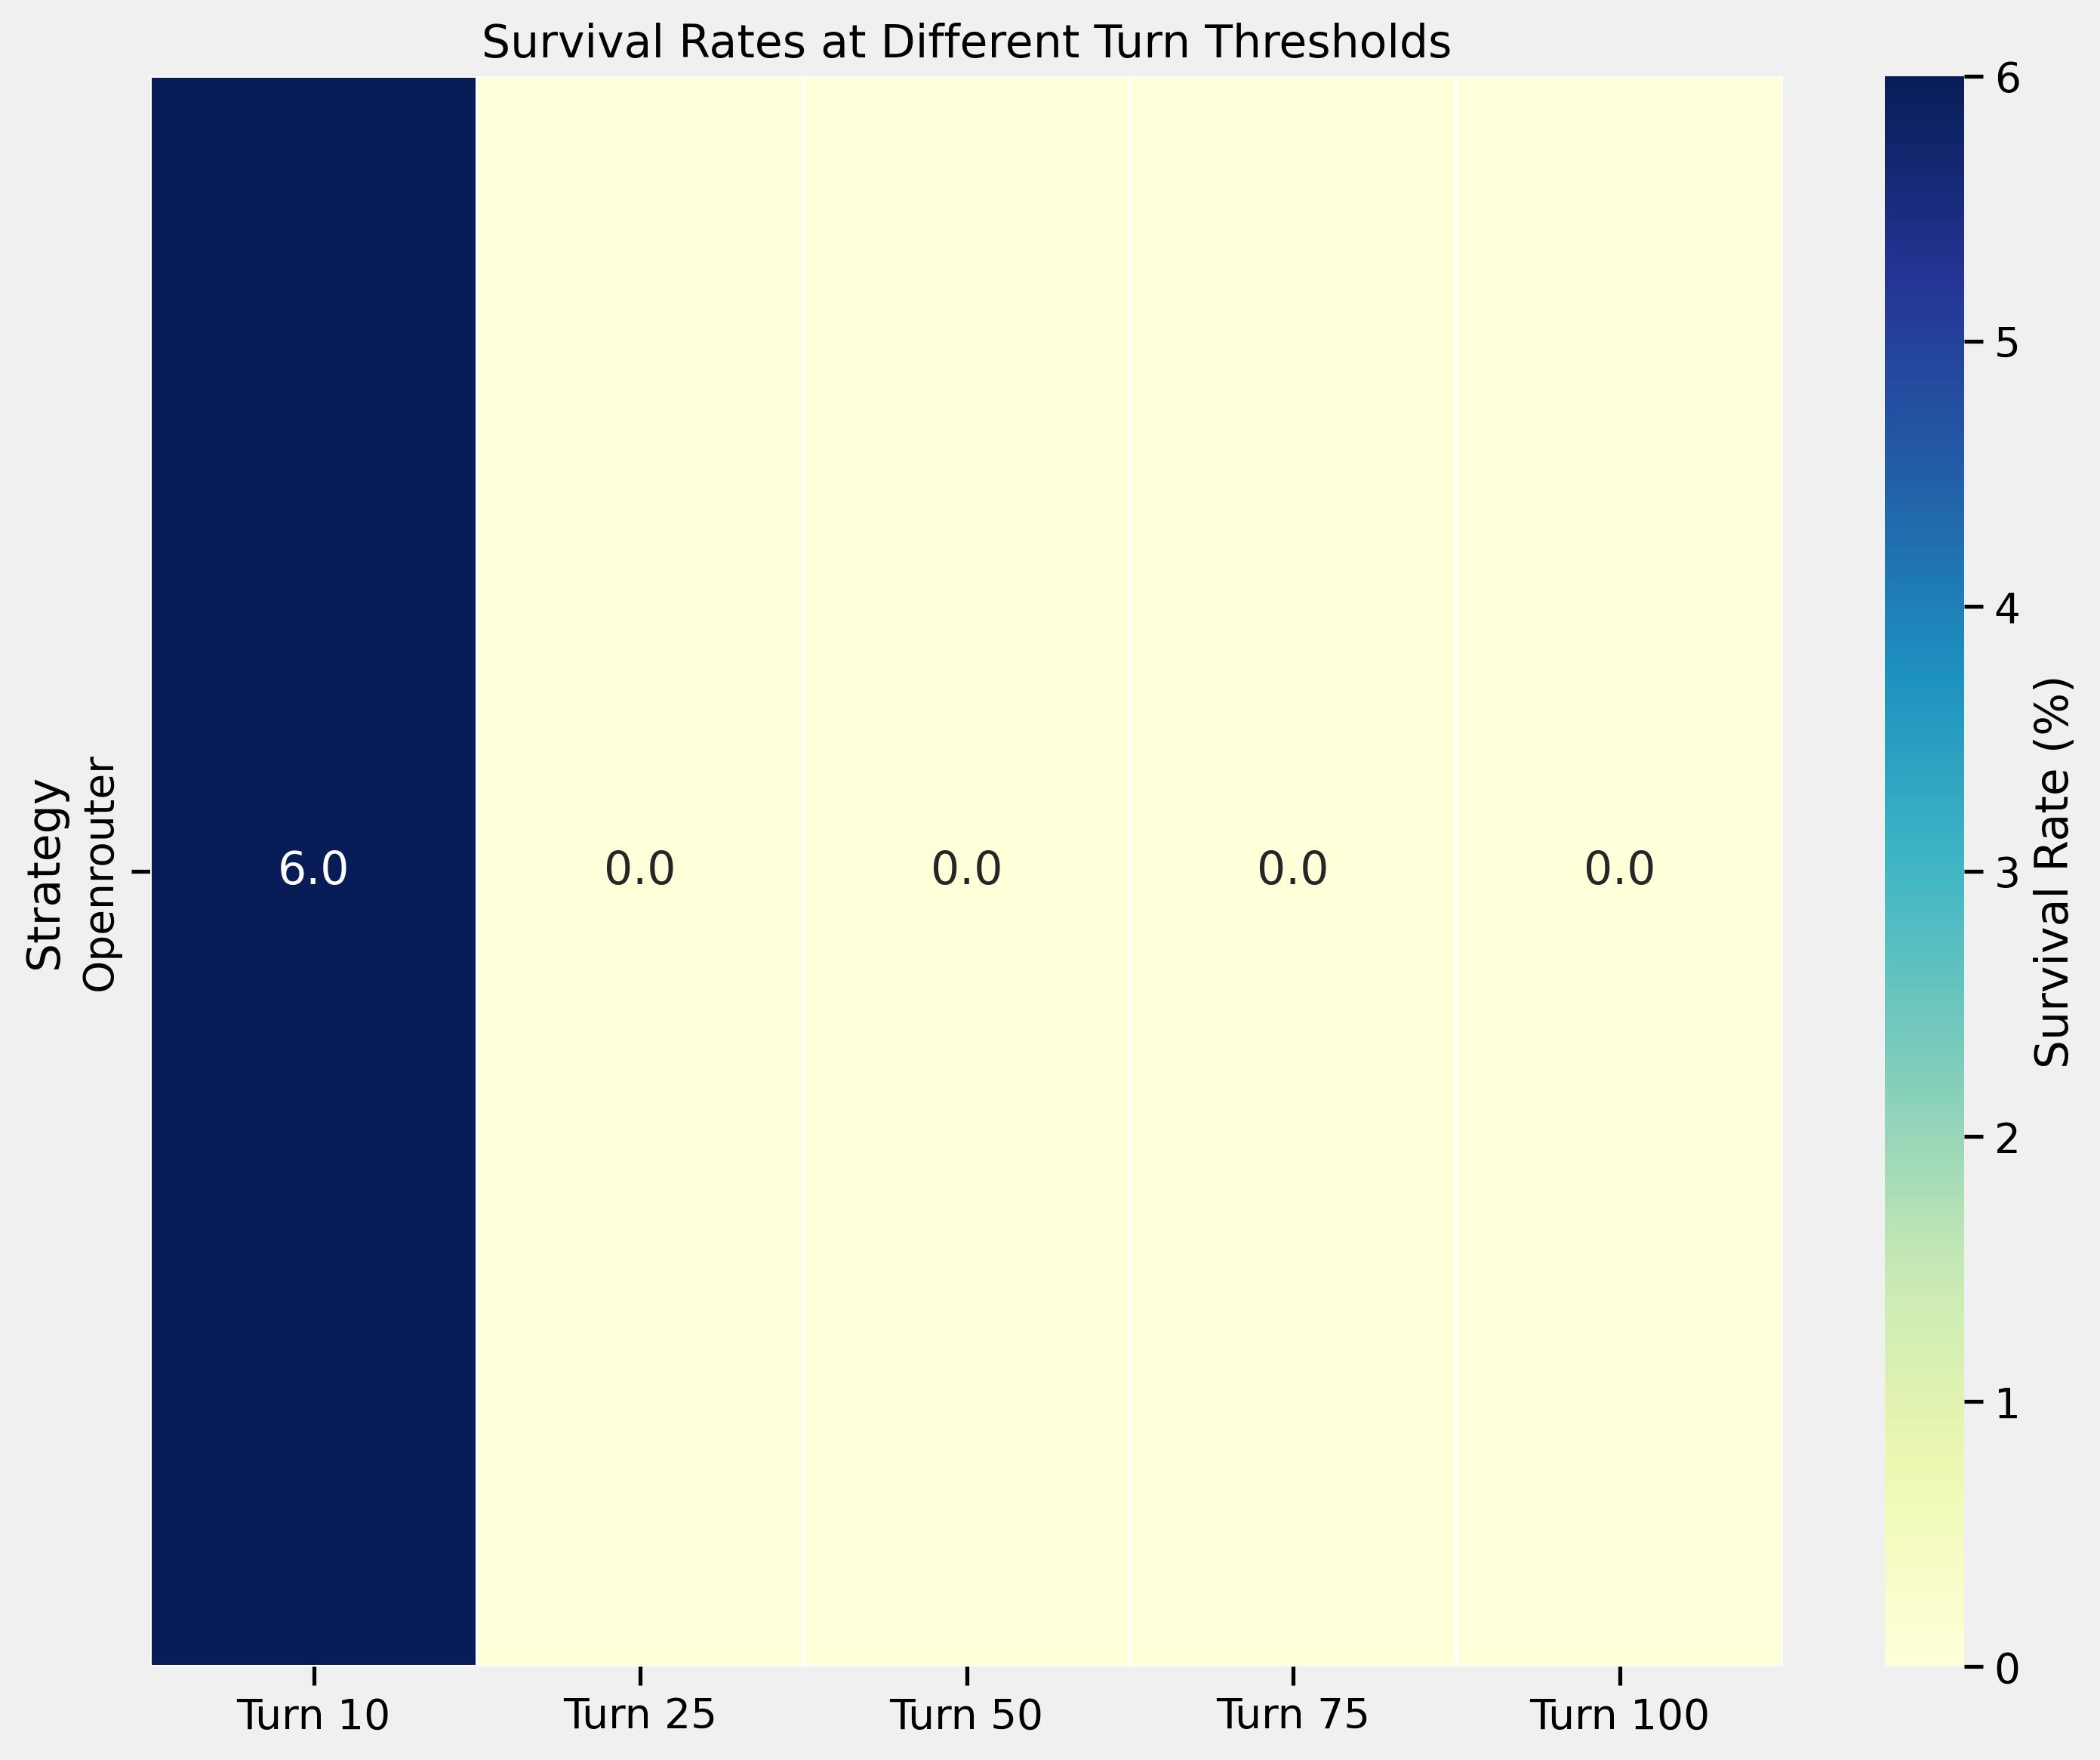 Survival Rates at Different Turn Thresholds
Strategy
Openrouter
6.0 0.0 0.0 0.0 0.0
Turn 10 Turn 25 Turn 50 Turn 75 Turn 100
6
5
4
3
2
1
0
Survival Rate (%)